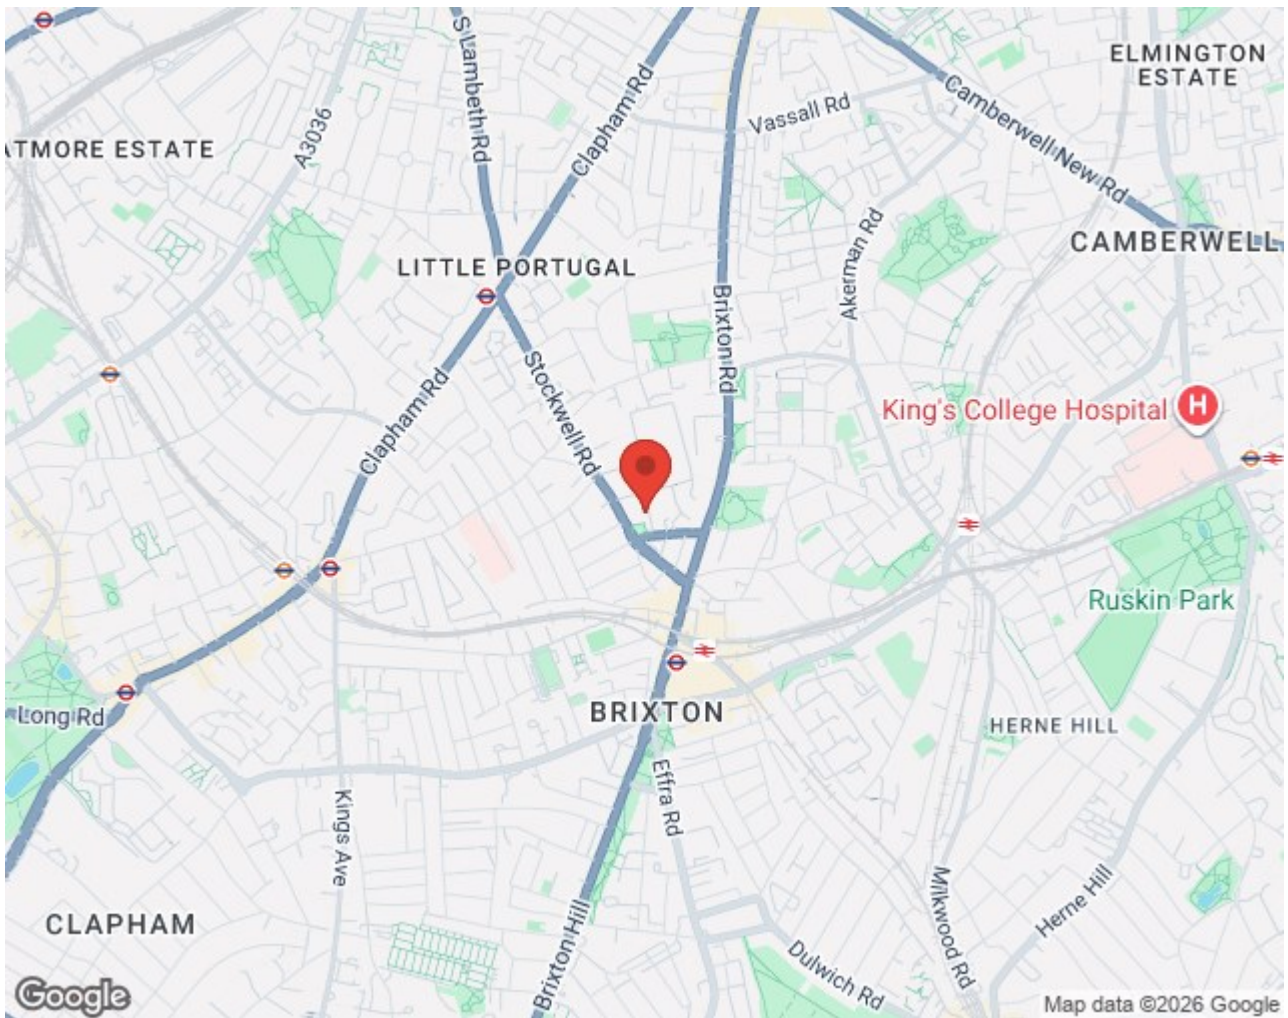 S Lambeth Rd
Clapham Rd
ELMINGTON
ESTATE
Vassall Rd
Camberwell New Rd
A3036
ATMORE ESTATE
Akerman Rd
CAMBERWELL
LITTLE PORTUGAL
Brixton Rd
Stockwell Rd
Clapham Rd
King's College Hospital
H
Ruskin Park
Long Rd
BRIXTON
HERNE HILL
Effra Rd
Kings Ave
Milkwood Rd
Herne Hill
CLAPHAM
Brixton Hill
Dulwich Rd
Google
Map data ©2026 Google